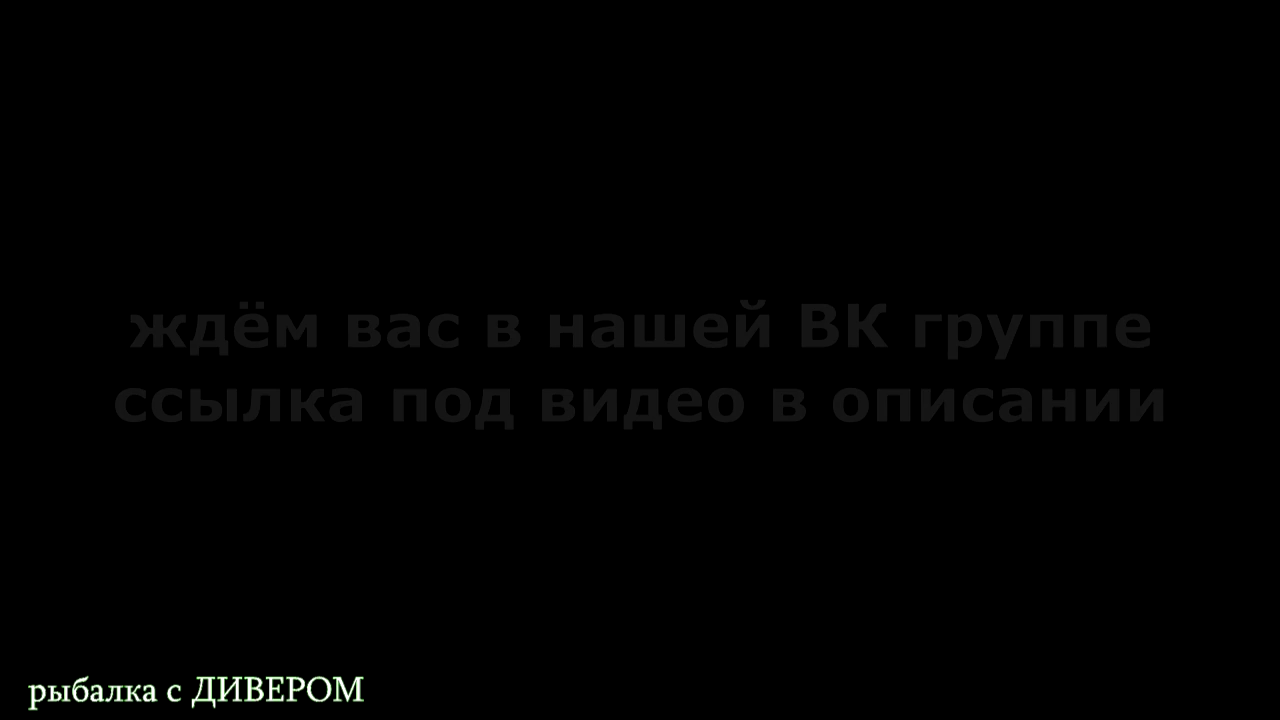 ждём вас в нашей ВК группе
ссылка под видео в описании
рыбалка с ДИВЕРОМ